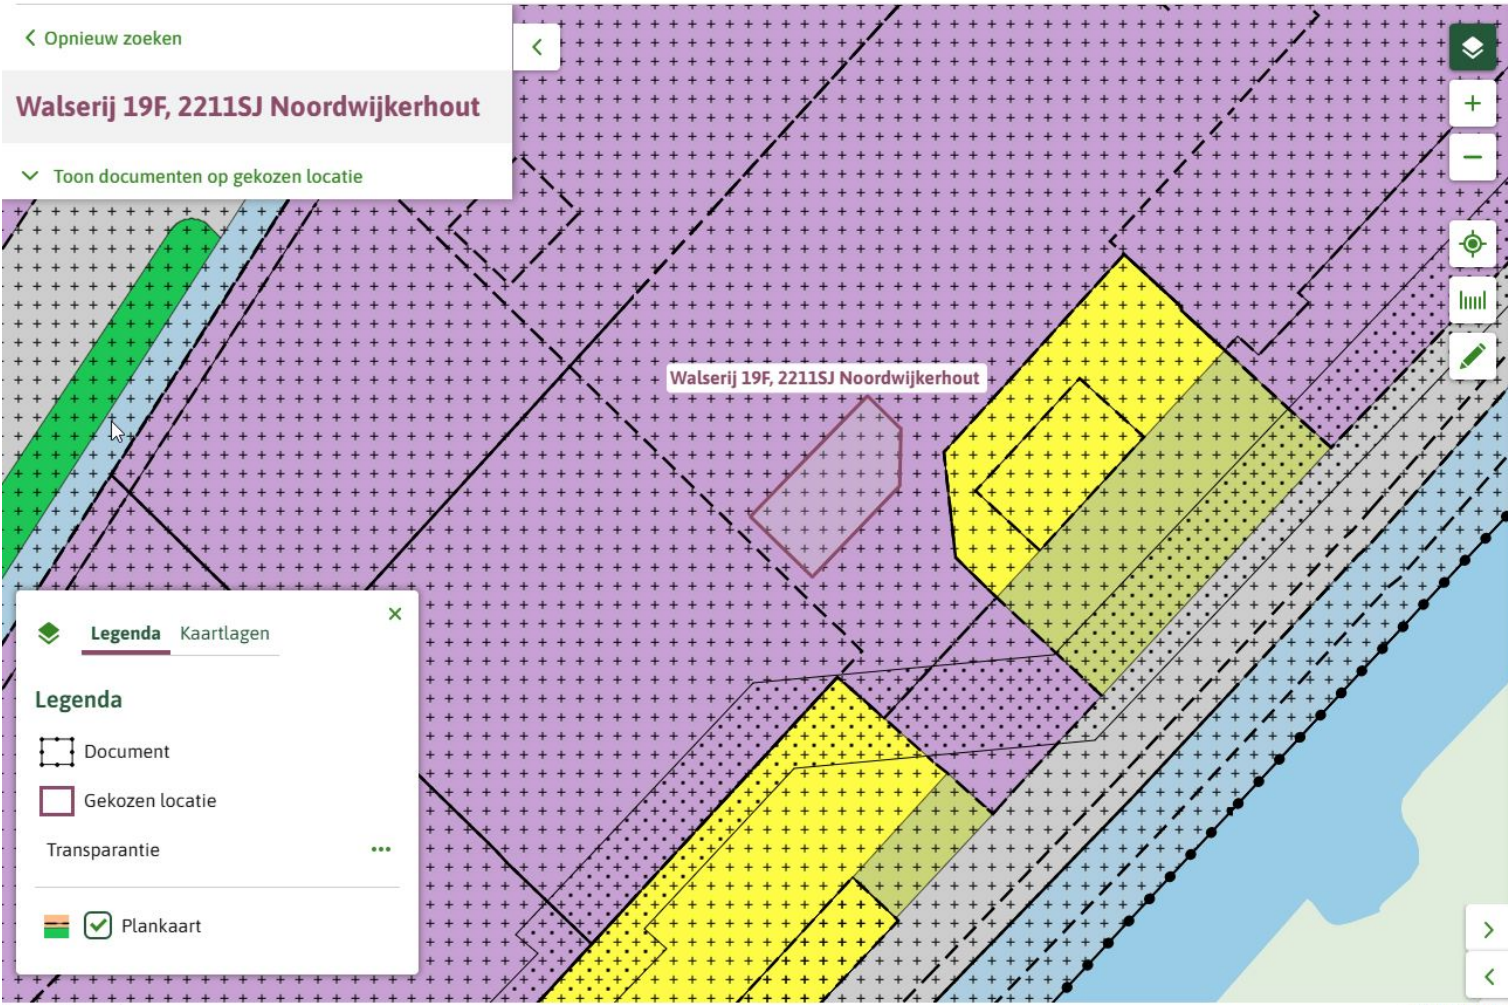 Opnieuw zoeken
Walserij 19F, 2211SJ Noordwijkerhout
Toon documenten op gekozen locatie
Walserij 19F, 2211SJ Noordwijkerhout
Legenda Kaartlagen
Legenda
Document
Gekozen locatie
Transparantie
Plankaart